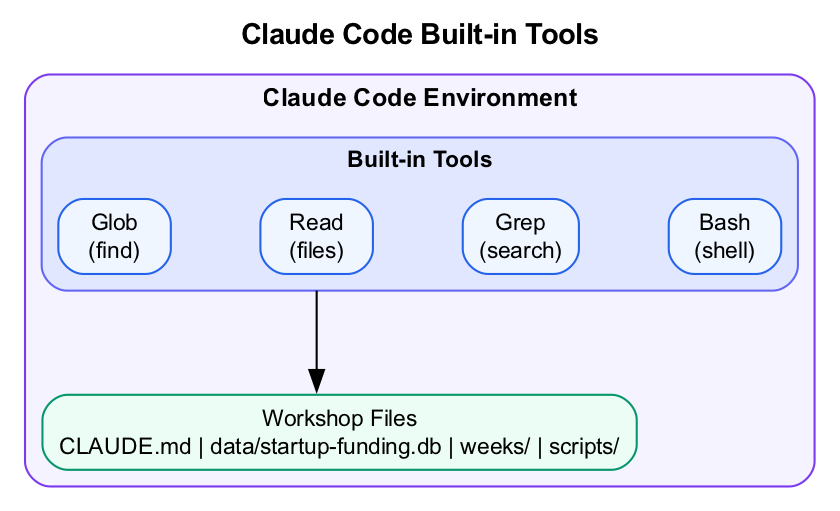 Claude Code Built-in Tools
Claude Code Environment
Built-in Tools
Glob
(find)
Read
(files)
Grep
(search)
Bash
(shell)
Workshop Files
CLAUDE.md | data/startup-funding.db | weeks/ | scripts/